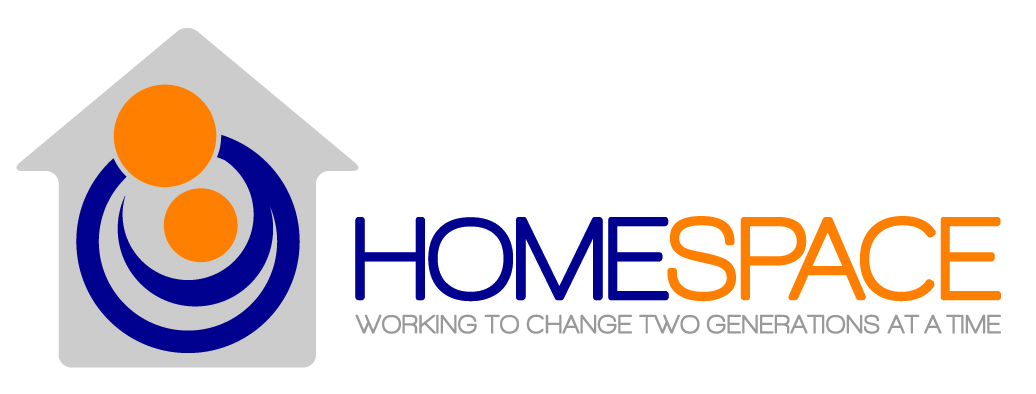 HOMESPACE
WORKING TO CHANGE TWO GENERATIONS AT A TIME